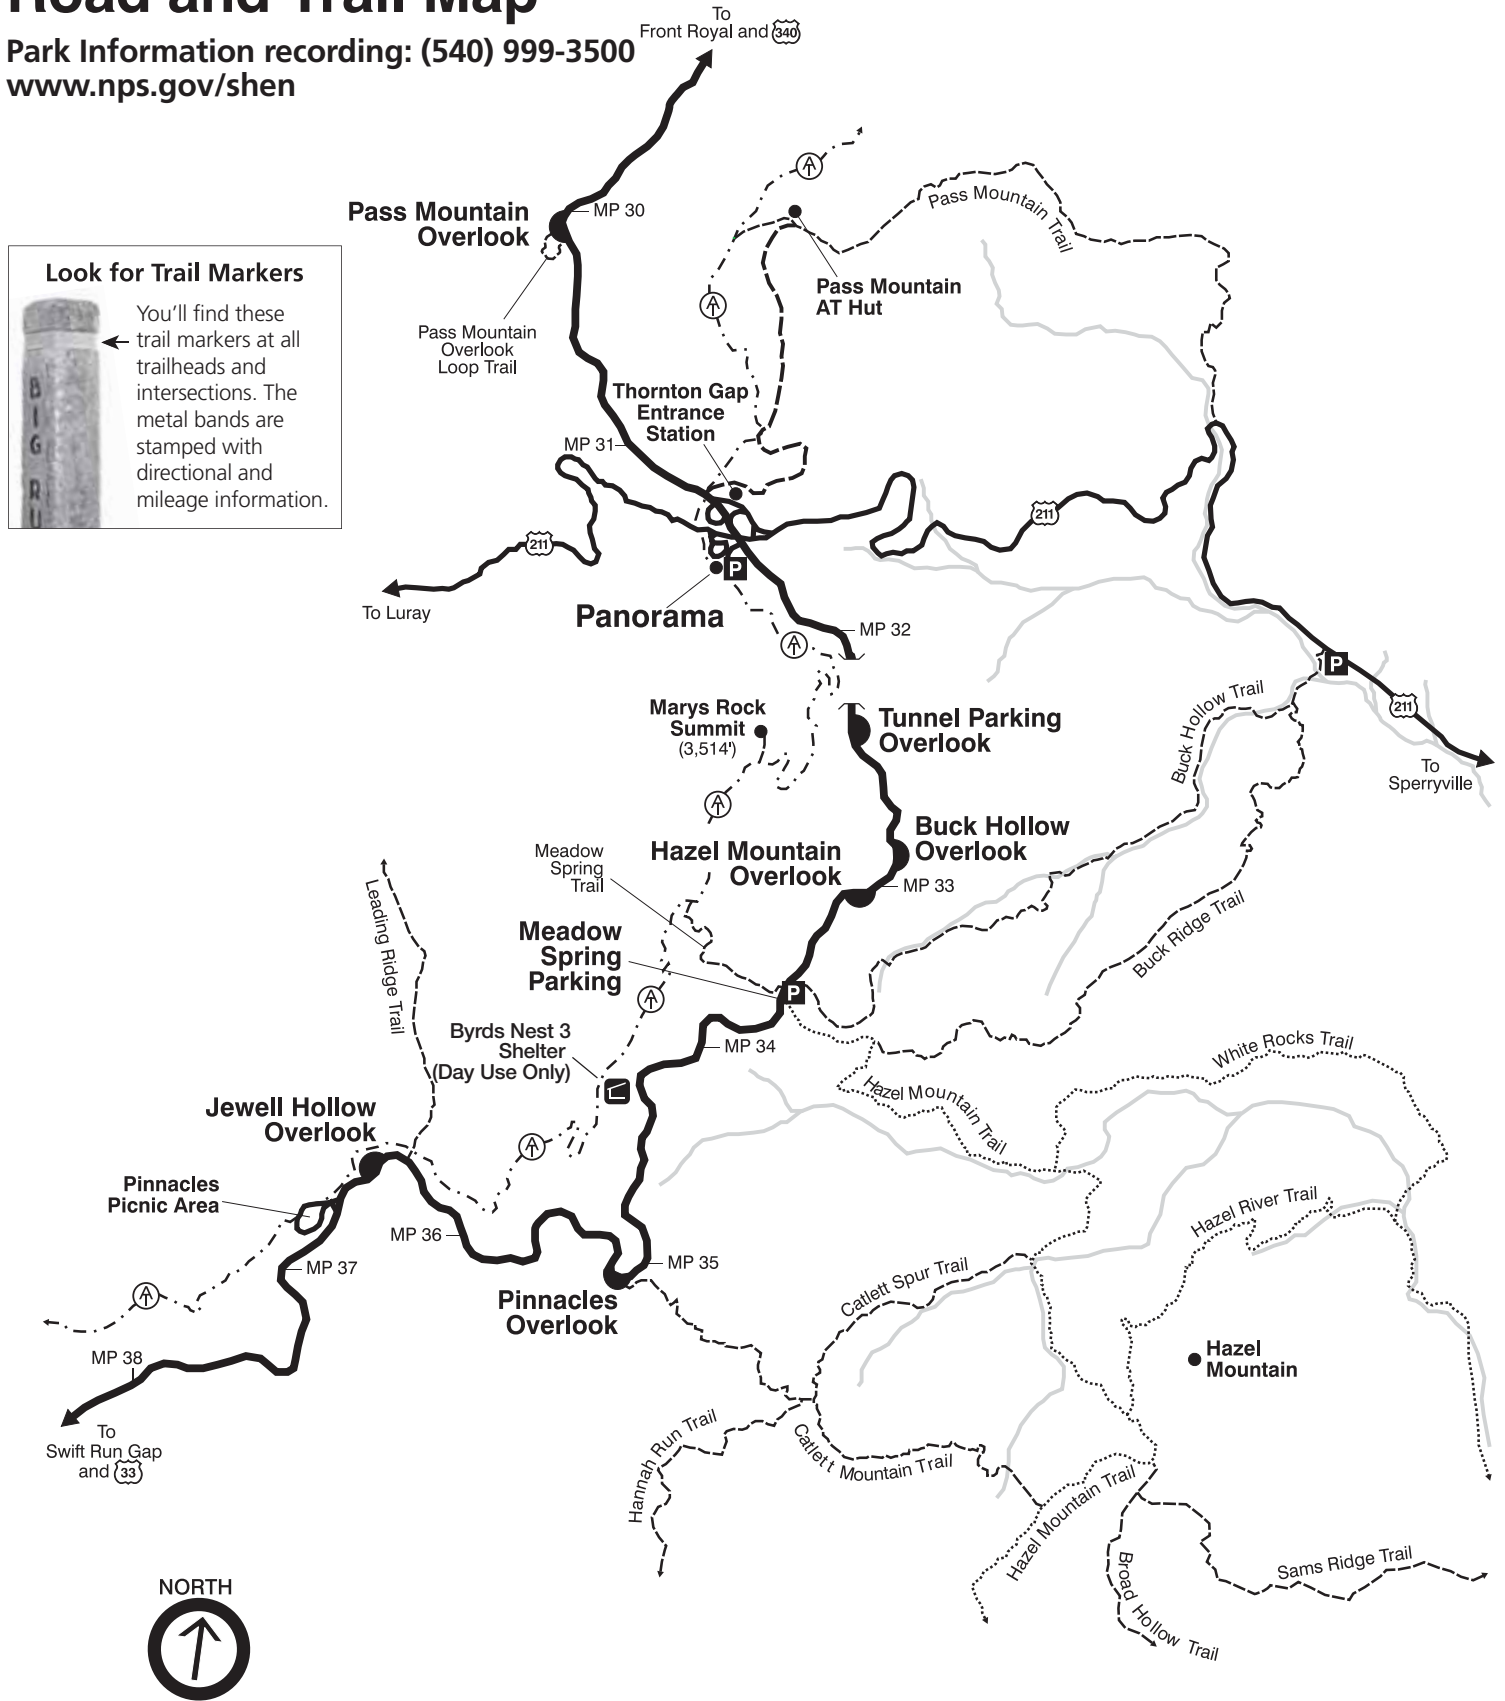 Road and Trail Map
Park Information recording: (540) 999-3500
www.nps.gov/shen
To
Front Royal and 340
Pass Mountain
Overlook
MP 30
Pass Mountain Trail
Look for Trail Markers
You'll find these
trail markers at all
trailheads and
intersections. The
metal bands are
stamped with
directional and
mileage information.
BIG RU
Pass Mountain
AT Hut
Pass Mountain
Overlook
Loop Trail
Thornton Gap
Entrance
Station
MP 31
211
211
To Luray
P
Panorama
MP 32
P
Buck Hollow Trail
211
To
Sperryville
Marys Rock
Summit
(3,514')
Tunnel Parking
Overlook
Buck Hollow
Overlook
Meadow
Spring
Trail
Hazel Mountain
Overlook
MP 33
Leading Ridge Trail
Buck Ridge Trail
Meadow
Spring
Parking
P
Byrds Nest 3
Shelter
(Day Use Only)
MP 34
White Rocks Trail
Hazel Mountain Trail
Jewell Hollow
Overlook
Pinnacles
Picnic Area
Hazel River Trail
MP 36
MP 35
MP 37
Catlett Spur Trail
Pinnacles
Overlook
Hazel
Mountain
MP 38
To
Swift Run Gap
and 33
Hannah Run Trail
Catlett Mountain Trail
Hazel Mountain Trail
Broad Hollow Trail
Sams Ridge Trail
NORTH